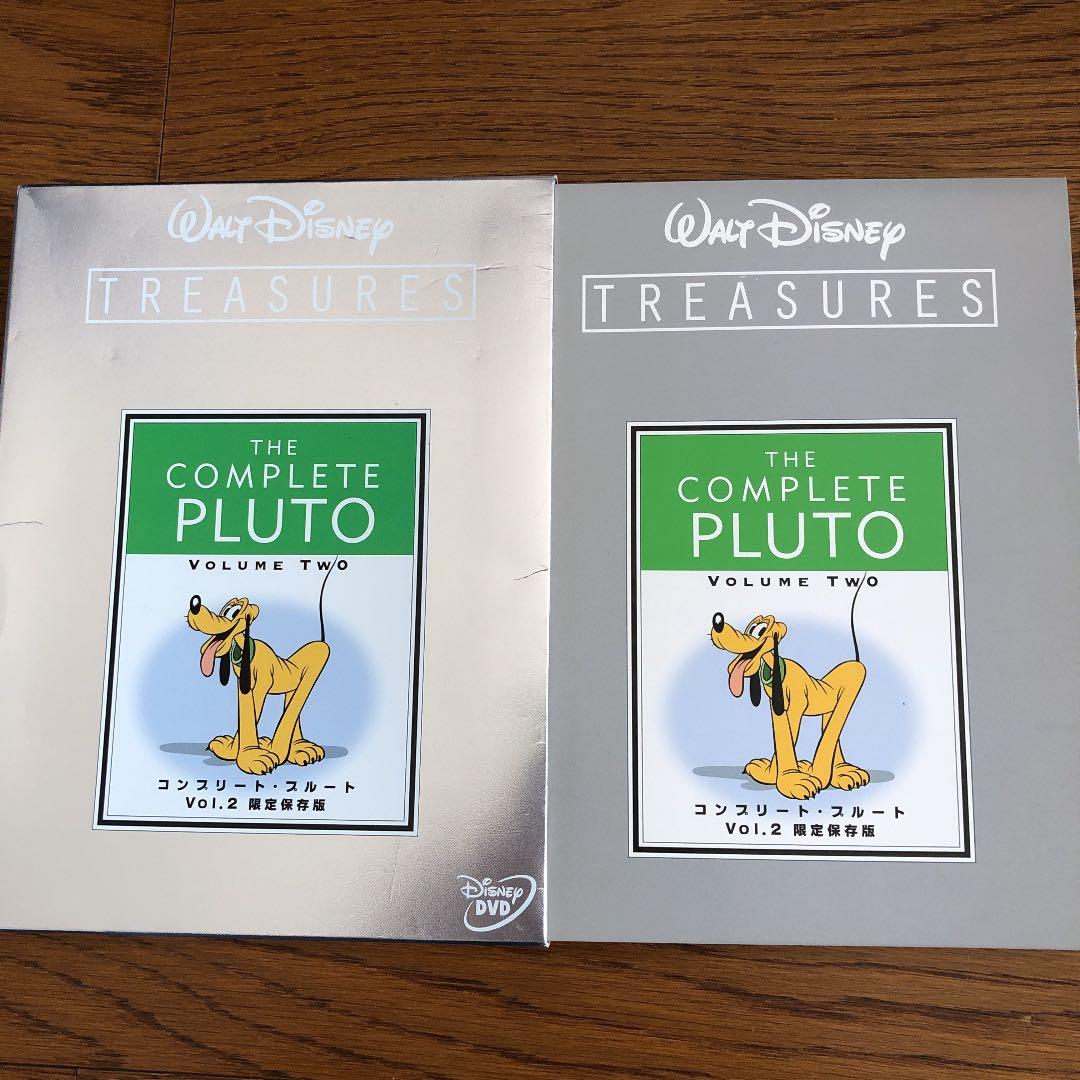 WALT DISNEY
TREASURES
THE
COMPLETE
PLUTO
VOLUME TWO
コンプリート・プルート
Vol.2 限定保存版
DISNEY
DVD
WALT DISNEY
TREASURES
THE
COMPLETE
PLUTO
VOLUME TWO
コンプリート・プルート
Vol.2 限定保存版